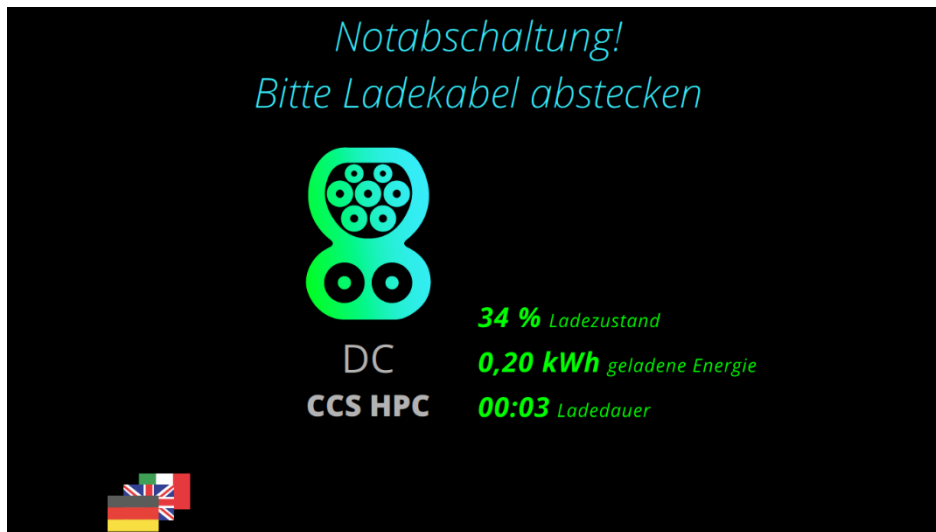 Notabschaltung!
Bitte Ladekabel abstecken
34 % Ladezustand
DC
0,20 kWh geladene Energie
CCS HPC
00:03 Ladedauer